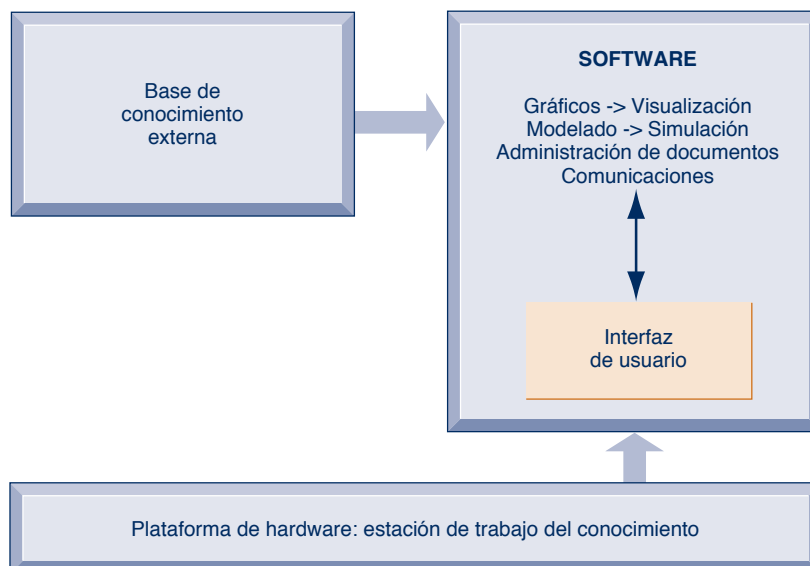 Base de
conocimiento
externa
SOFTWARE
Gráficos -> Visualización
Modelado -> Simulación
Administración de documentos
Comunicaciones
Interfaz
de usuario
Plataforma de hardware: estación de trabajo del conocimiento